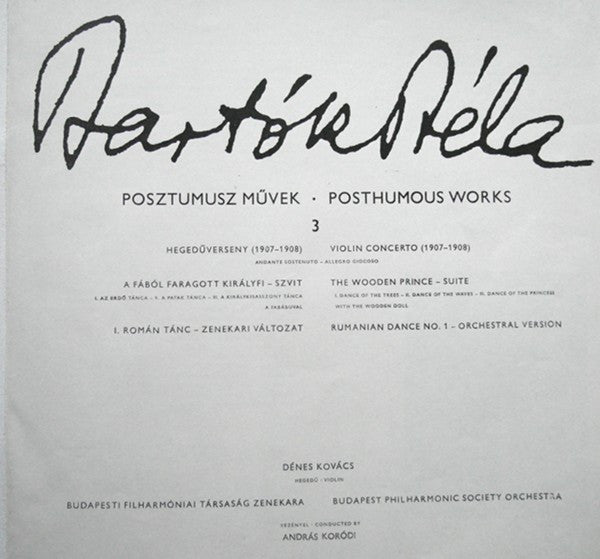 Bartók Béla
POSZTUMUSZ MŰVEK · POSTHUMOUS WORKS
3
HEGEDŰVERSENY (1907–1908) VIOLIN CONCERTO (1907–1908)
ANDANTE SOSTENUTO – ALLEGRO GIOCOSO
A FÁBÓL FARAGOTT KIRÁLYFI – SZVIT THE WOODEN PRINCE – SUITE
I. AZ ERDŐ TÁNCA – II. A PATAK TÁNCA – III. A KIRÁLYKISASSZONY TÁNCA I. DANCE OF THE TREES – II. DANCE OF THE WAVES – III. DANCE OF THE PRINCESS
A FABÁBUVAL WITH THE WOODEN DOLL
I. ROMÁN TÁNC – ZENEKARI VÁLTOZAT RUMANIAN DANCE NO. 1 – ORCHESTRAL VERSION
DÉNES KOVÁCS
HEGEDŰ · VIOLIN
BUDAPESTI FILHARMÓNIAI TÁRSASÁG ZENEKARA BUDAPEST PHILHARMONIC SOCIETY ORCHESTRA
VEZÉNYEL · CONDUCTED BY
ANDRÁS KORÓDI